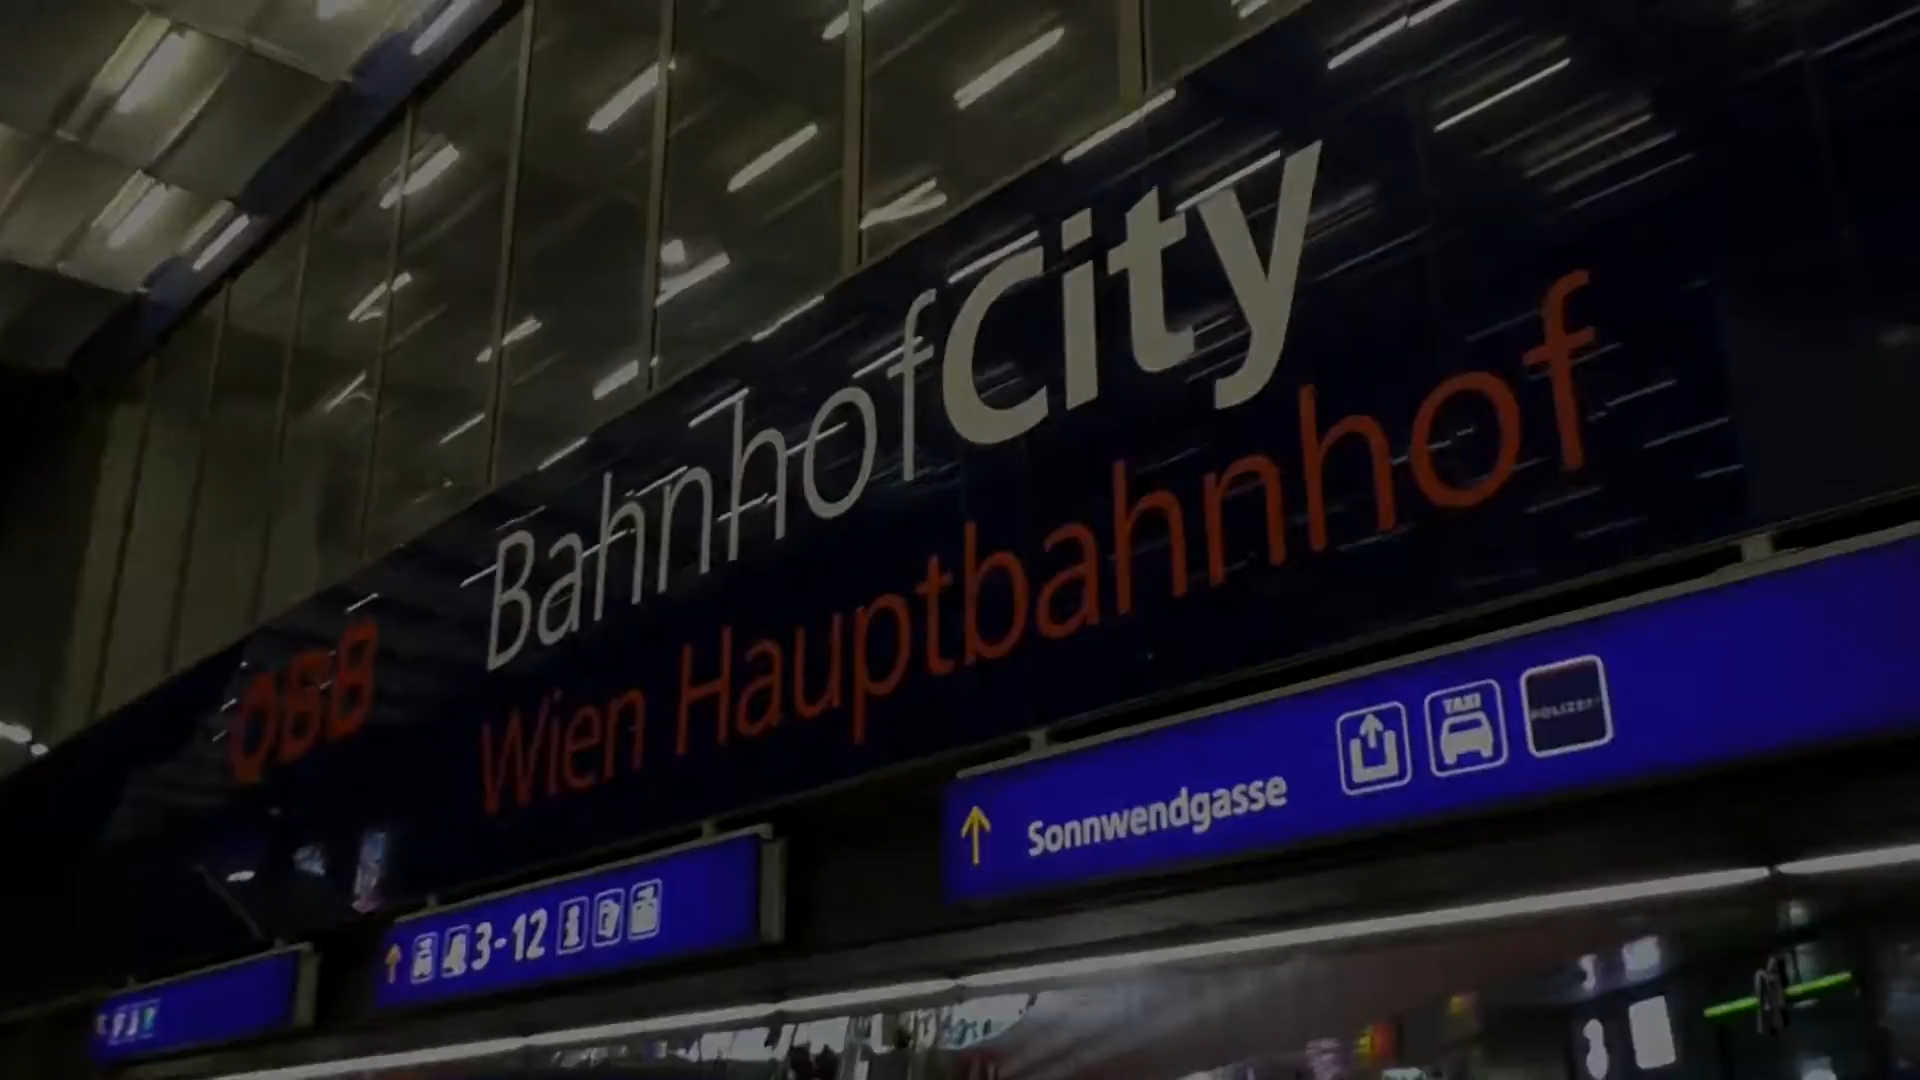 BahnhofCity
ÖBB
Wien Hauptbahnhof
Sonnwendgasse
TAXI
POLIZEI
3-12